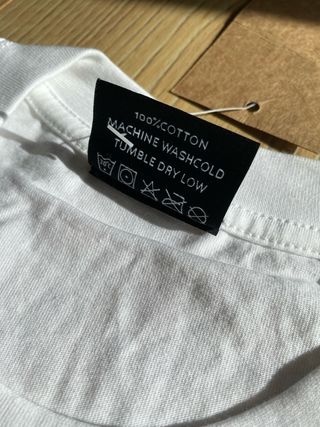 100%COTTON
MACHINE WASHCOLD
TUMBLE DRY LOW